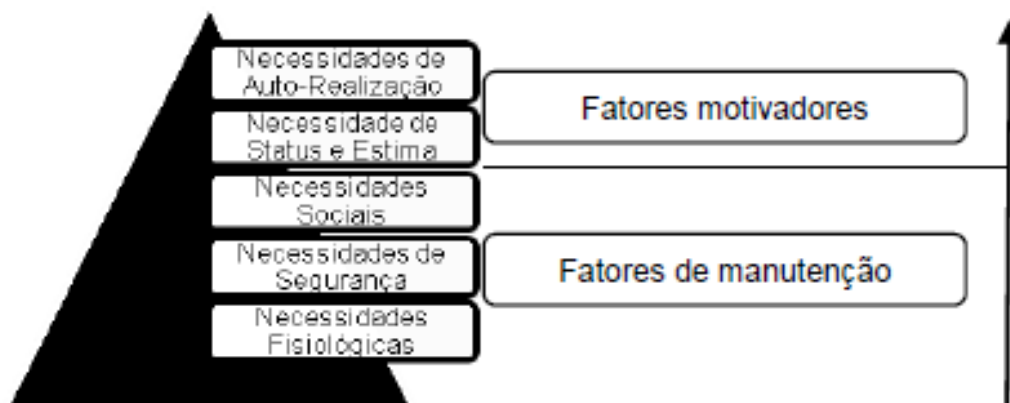 Necessidades de
Auto-Realização
Fatores motivadores
Necessidade de
Status e Estima
Necessidades
Sociais
Necessidades de
Segurança
Fatores de manutenção
Necessidades
Fisiológicas